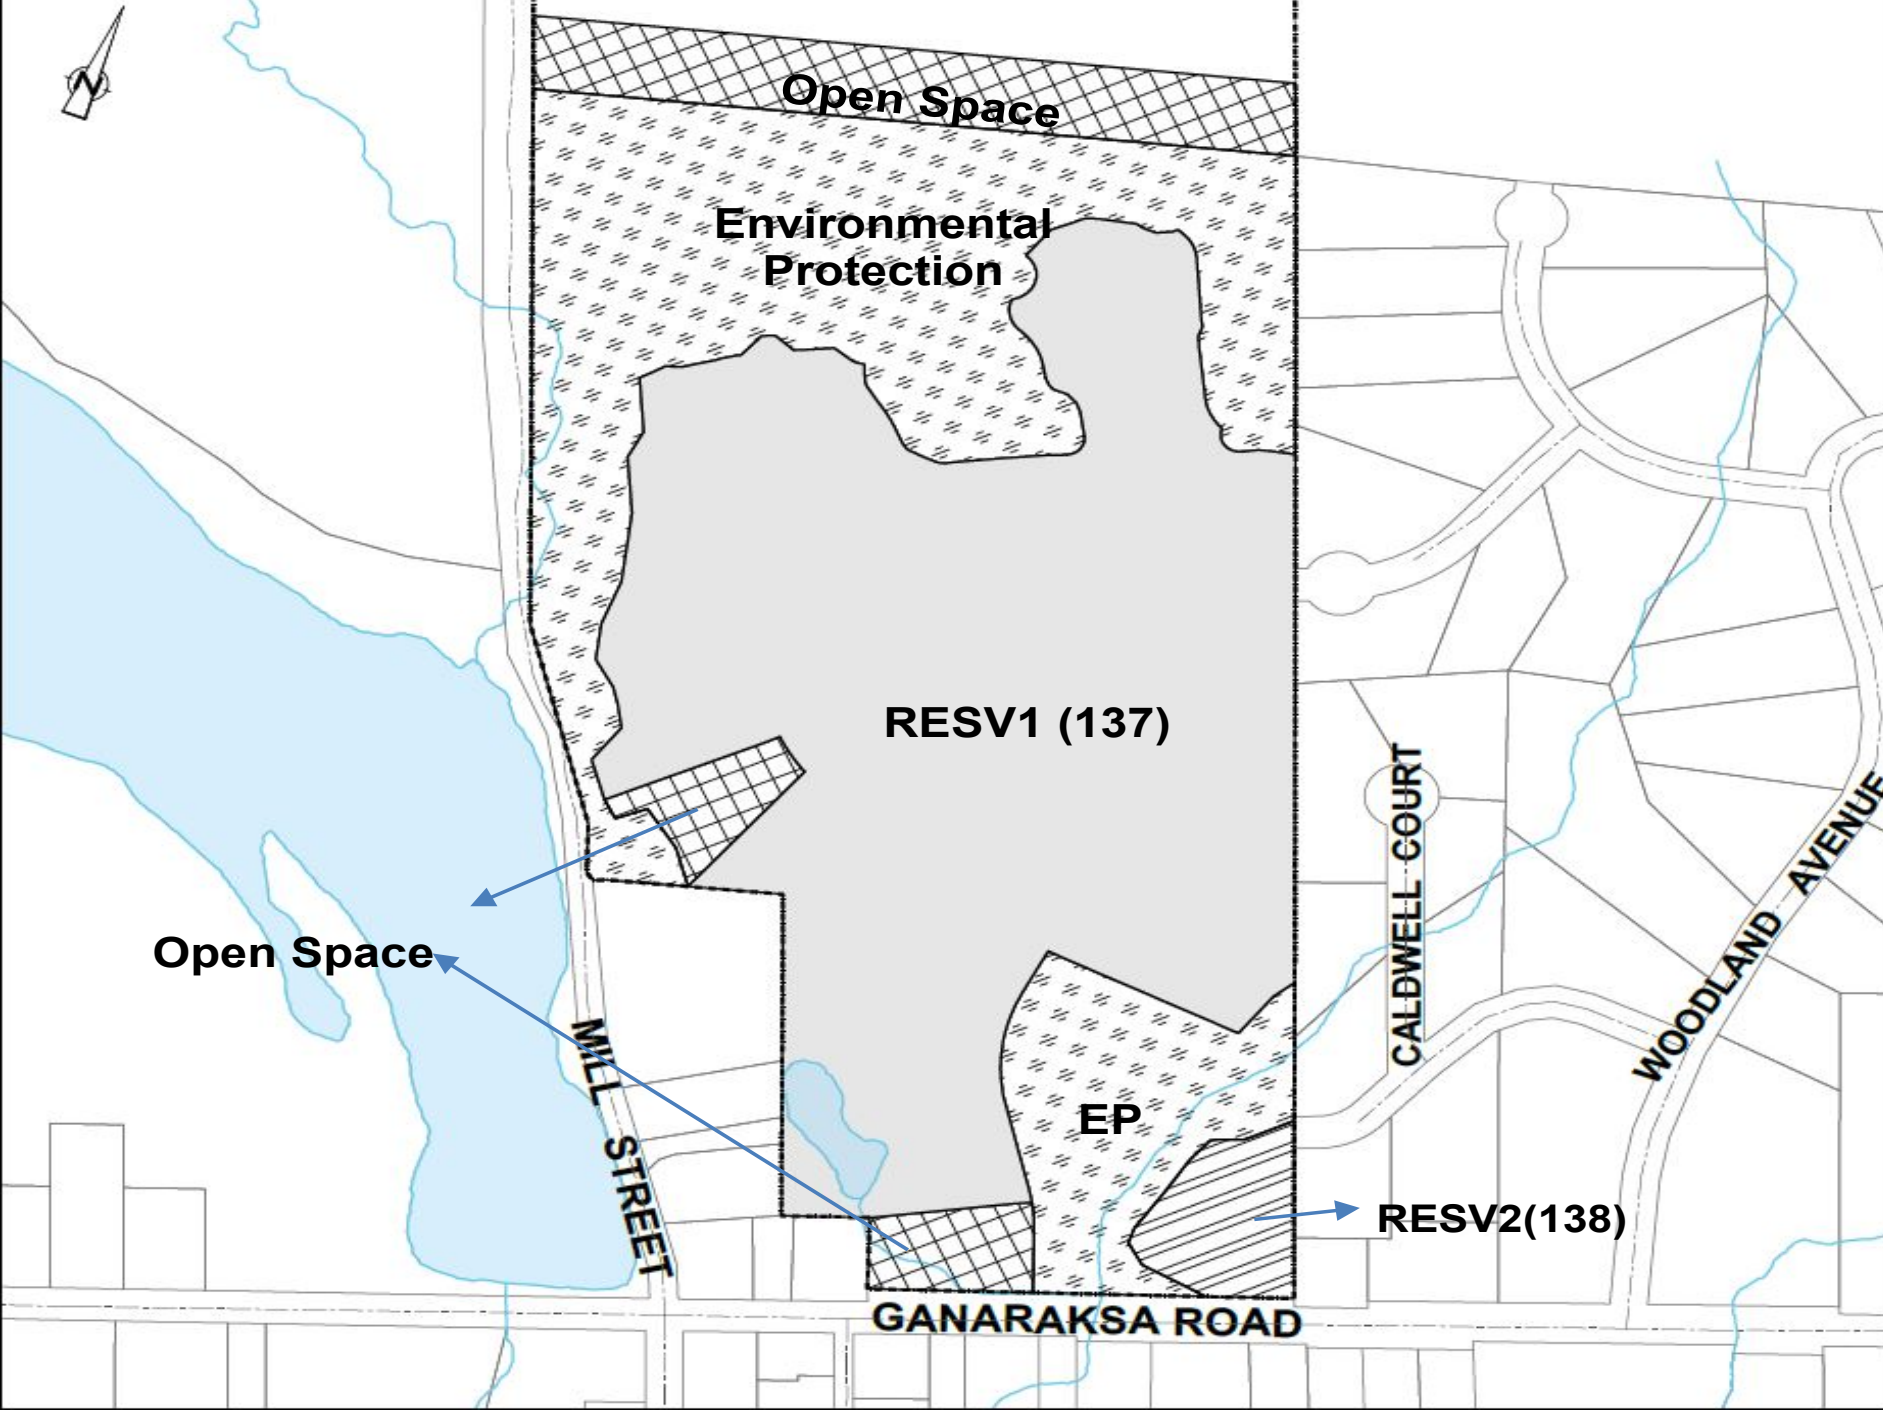 N
Open Space
Environmental
Protection
RESV1 (137)
CALDWELL COURT
WOODLAND AVENUE
Open Space
MILL STREET
EP
RESV2(138)
GANARAKSA ROAD